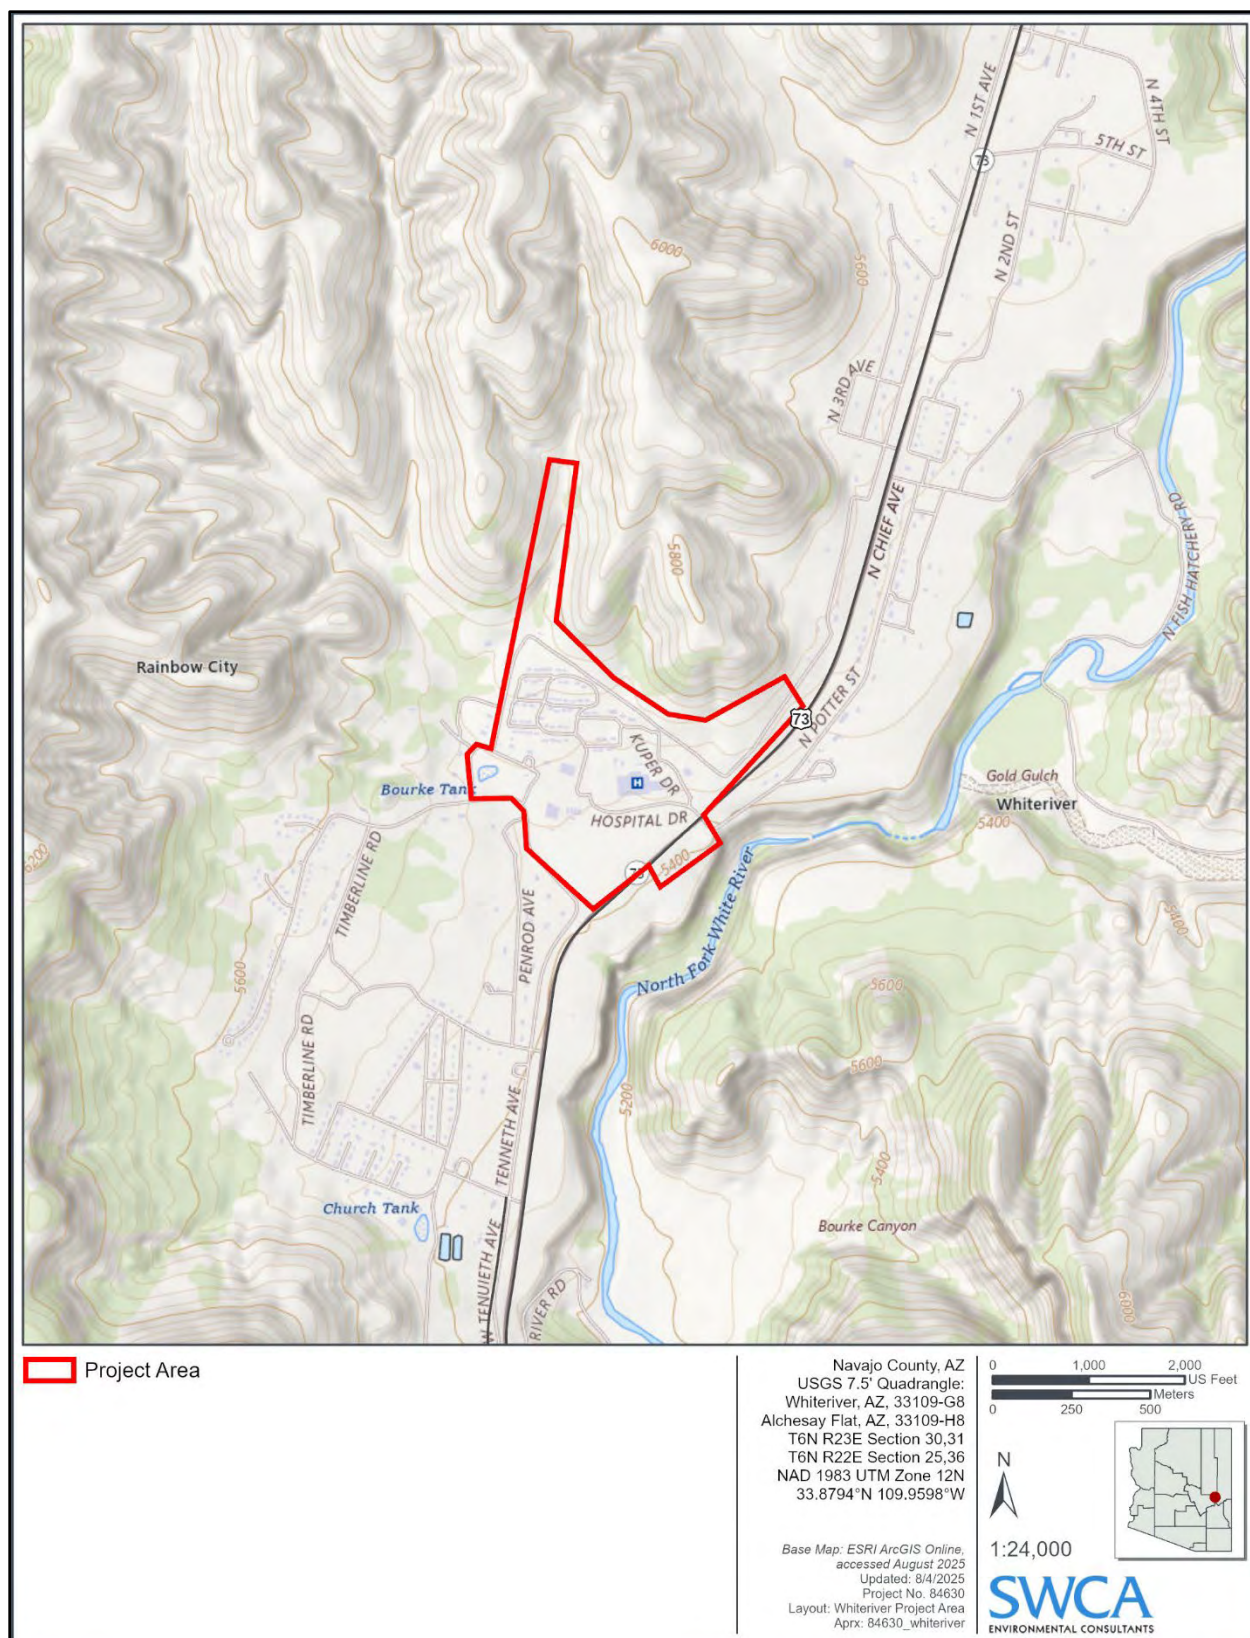 N 1ST AVE
N 4TH ST
73
5TH ST
N 2ND ST
6000
5600
N 3RD AVE
N CHIEF AVE
N FISH HATCHERY RD
5800
Rainbow City
N POTTER ST
73
KUPER DR
H
Bourke Tank
HOSPITAL DR
Gold Gulch
Whiteriver
5400
6200
TIMBERLINE RD
5400
73
PENROD AVE
North Fork White River
5400
5600
5600
5600
TIMBERLINE RD
5200
TENNETH AVE
5400
Church Tank
Bourke Canyon
W TENUIETH AVE
RIVER RD
6000
Project Area
Navajo County, AZ
USGS 7.5' Quadrangle:
Whiteriver, AZ, 33109-G8
Alchesay Flat, AZ, 33109-H8
T6N R23E Section 30,31
T6N R22E Section 25,36
NAD 1983 UTM Zone 12N
33.8794°N 109.9598°W
Base Map: ESRI ArcGIS Online,
accessed August 2025
Updated: 8/4/2025
Project No. 84630
Layout: Whiteriver Project Area
Aprx: 84630_whiteriver
0 1,000 2,000
US Feet
Meters
0 250 500
N
1:24,000
SWCA
ENVIRONMENTAL CONSULTANTS